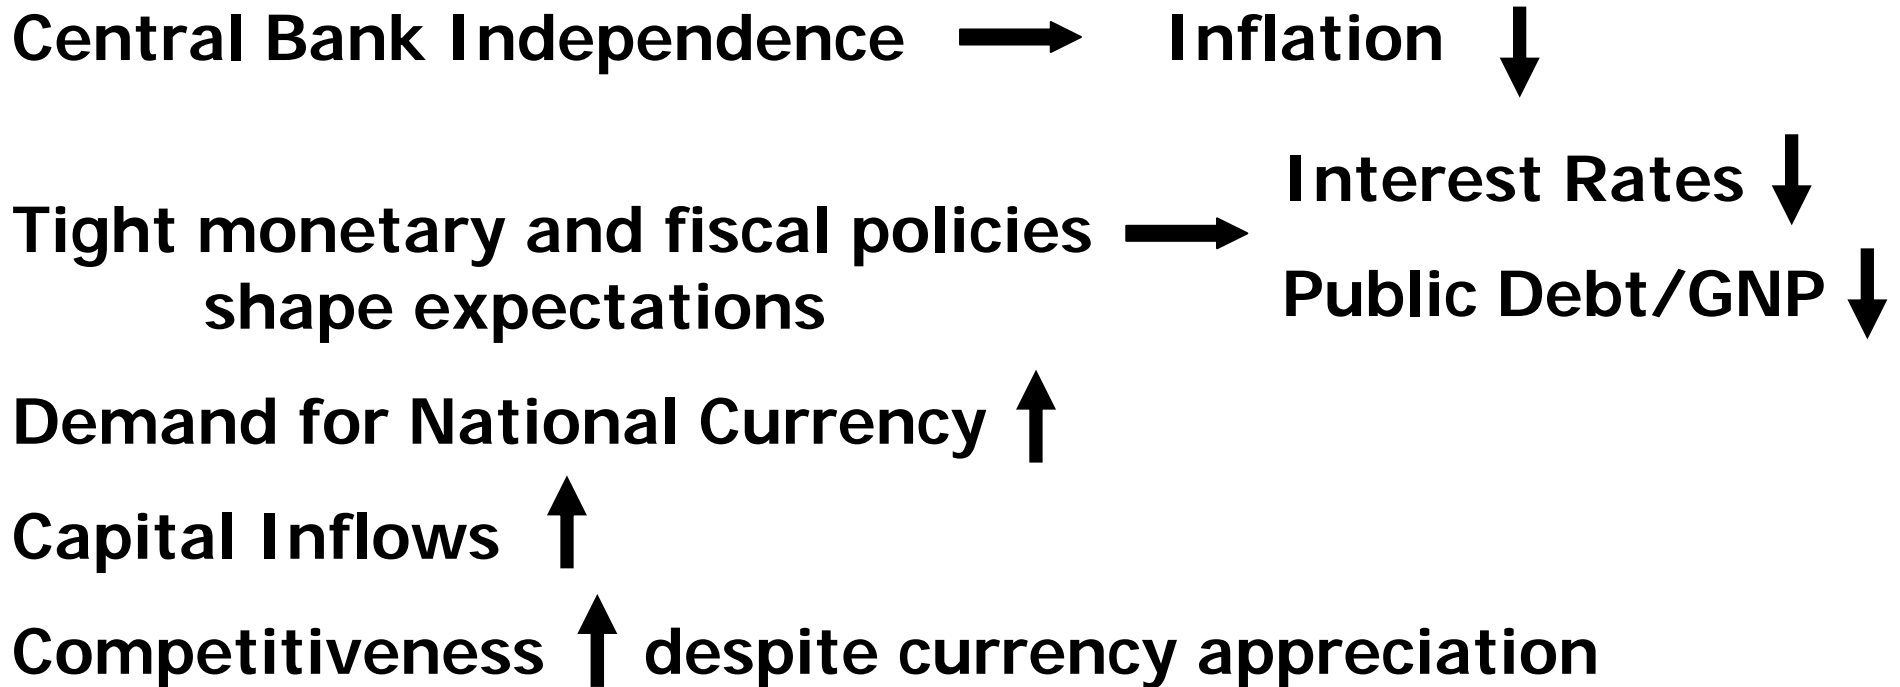 Central Bank Independence → Inflation ↓
Interest Rates ↓
Tight monetary and fiscal policies →
shape expectations
Public Debt/GNP ↓
Demand for National Currency ↑
Capital Inflows ↑
Competitiveness ↑ despite currency appreciation